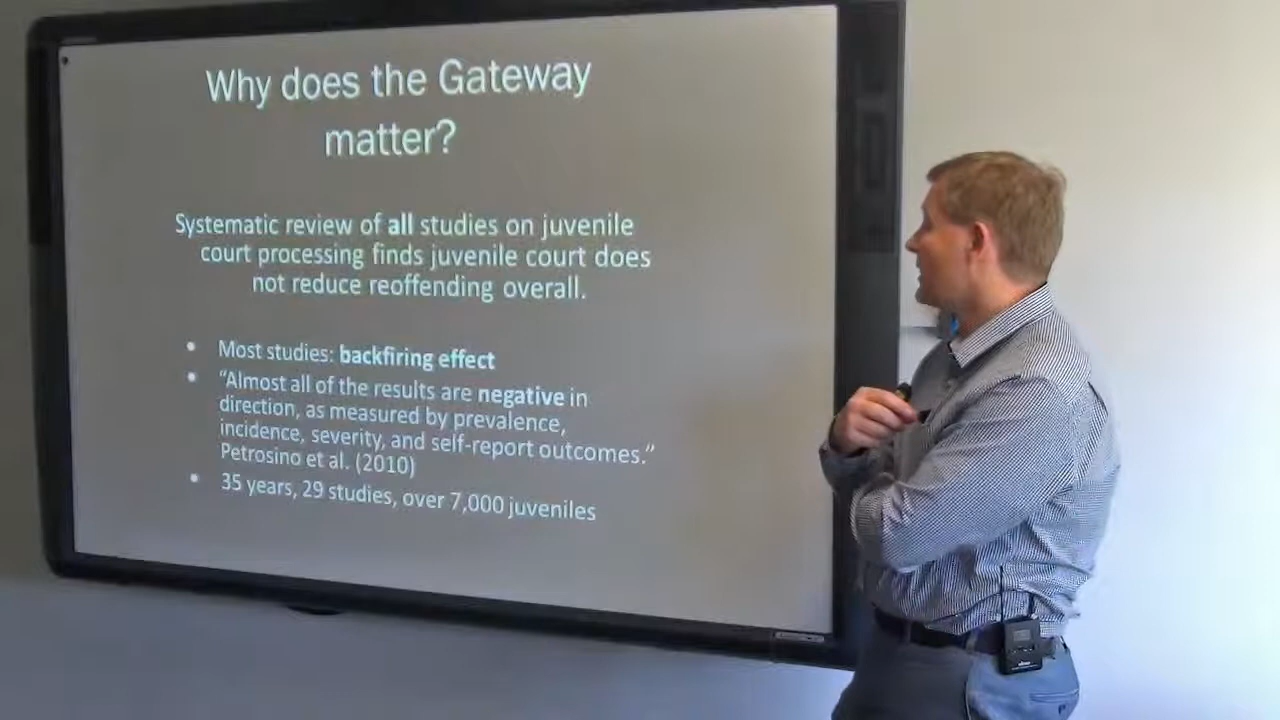 Why does the Gateway
matter?
Systematic review of all studies on juvenile
court processing finds juvenile court does
not reduce reoffending overall.
• Most studies: backfiring effect
• “Almost all of the results are negative in
direction, as measured by prevalence,
incidence, severity, and self-report outcomes.”
Petrosino et al. (2010)
• 35 years, 29 studies, over 7,000 juveniles